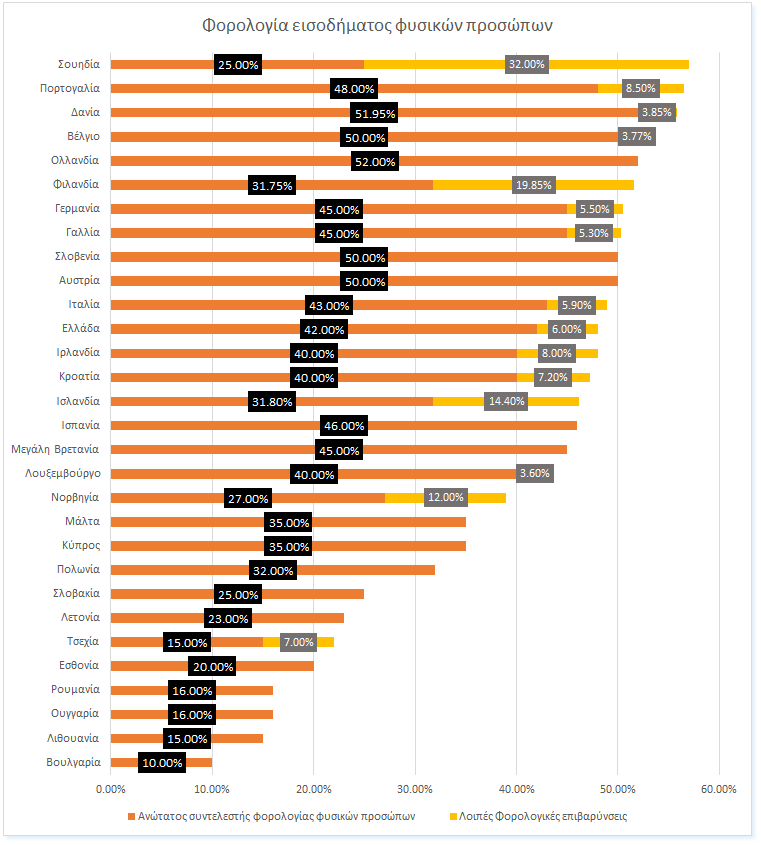 Φορολογία εισοδήματος φυσικών προσώπων
Σουηδία 25.00% 32.00%
Πορτογαλία 48.00% 8.50%
Δανία 51.95% 3.85%
Βέλγιο 50.00% 3.77%
Ολλανδία 52.00%
Φιλανδία 31.75% 19.85%
Γερμανία 45.00% 5.50%
Γαλλία 45.00% 5.30%
Σλοβενία 50.00%
Αυστρία 50.00%
Ιταλία 43.00% 5.90%
Ελλάδα 42.00% 6.00%
Ιρλανδία 40.00% 8.00%
Κροατία 40.00% 7.20%
Ισλανδία 31.80% 14.40%
Ισπανία 46.00%
Μεγάλη Βρετανία 45.00%
Λουξεμβούργο 40.00% 3.60%
Νορβηγία 27.00% 12.00%
Μάλτα 35.00%
Κύπρος 35.00%
Πολωνία 32.00%
Σλοβακία 25.00%
Λετονία 23.00%
Τσεχία 15.00% 7.00%
Εσθονία 20.00%
Ρουμανία 16.00%
Ουγγαρία 16.00%
Λιθουανία 15.00%
Βουλγαρία 10.00%
0.00% 10.00% 20.00% 30.00% 40.00% 50.00% 60.00%
Ανώτατος συντελεστής φορολογίας φυσικών προσώπων Λοιπές Φορολογικές επιβαρύνσεις